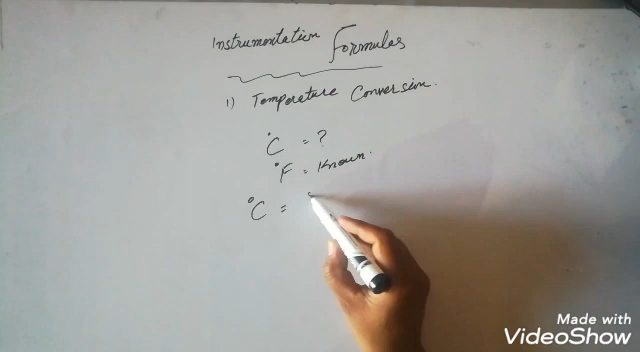 Instrumentation Formulas
1) Temperature Conversion.
°C = ?
°F = Known.
°C =
Made with
VideoShow